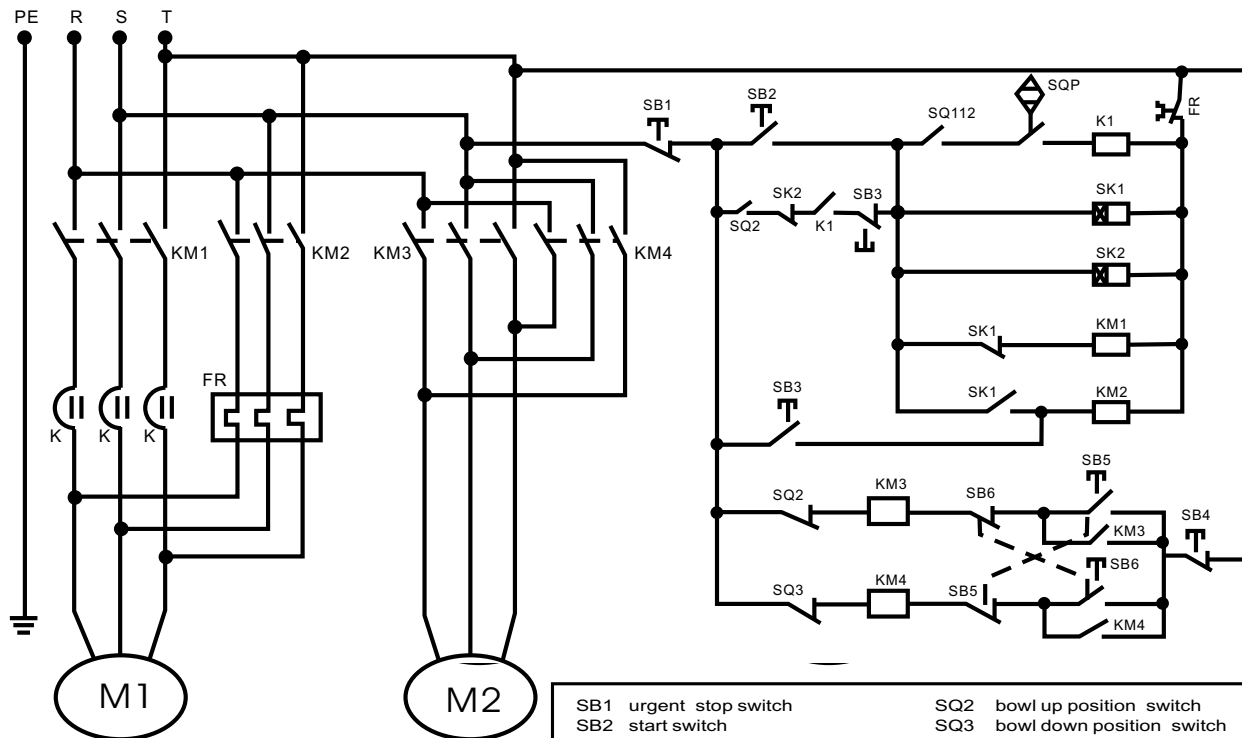 PE R S T
SB1 SB2 SQ112 SQP K1 FR
SQ2 SK2 K1 SB3 SK1
SK2
KM1 KM2 KM3 KM4
SK1 KM1
FR
K K K
SB3 SK1 KM2
SQ2 KM3 SB6 SB5
KM3 SB4
SQ3 KM4 SB5 SB6
KM4
M1 M2
SB1 urgent stop switch SQ2 bowl up position switch
SB2 start switch SQ3 bowl down position switch